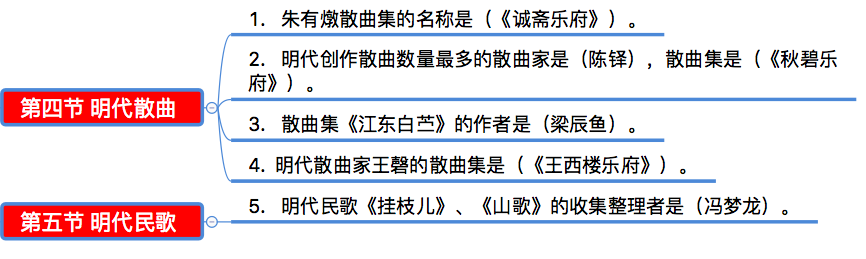 第四节 明代散曲
1. 朱有燉散曲集的名称是（《诚斋乐府》）。
2. 明代创作散曲数量最多的散曲家是（陈铎），散曲集是（《秋碧乐
府》）。
3. 散曲集《江东白苎》的作者是（梁辰鱼）。
4. 明代散曲家王磬的散曲集是（《王西楼乐府》）。
第五节 明代民歌
5. 明代民歌《挂枝儿》、《山歌》的收集整理者是（冯梦龙）。